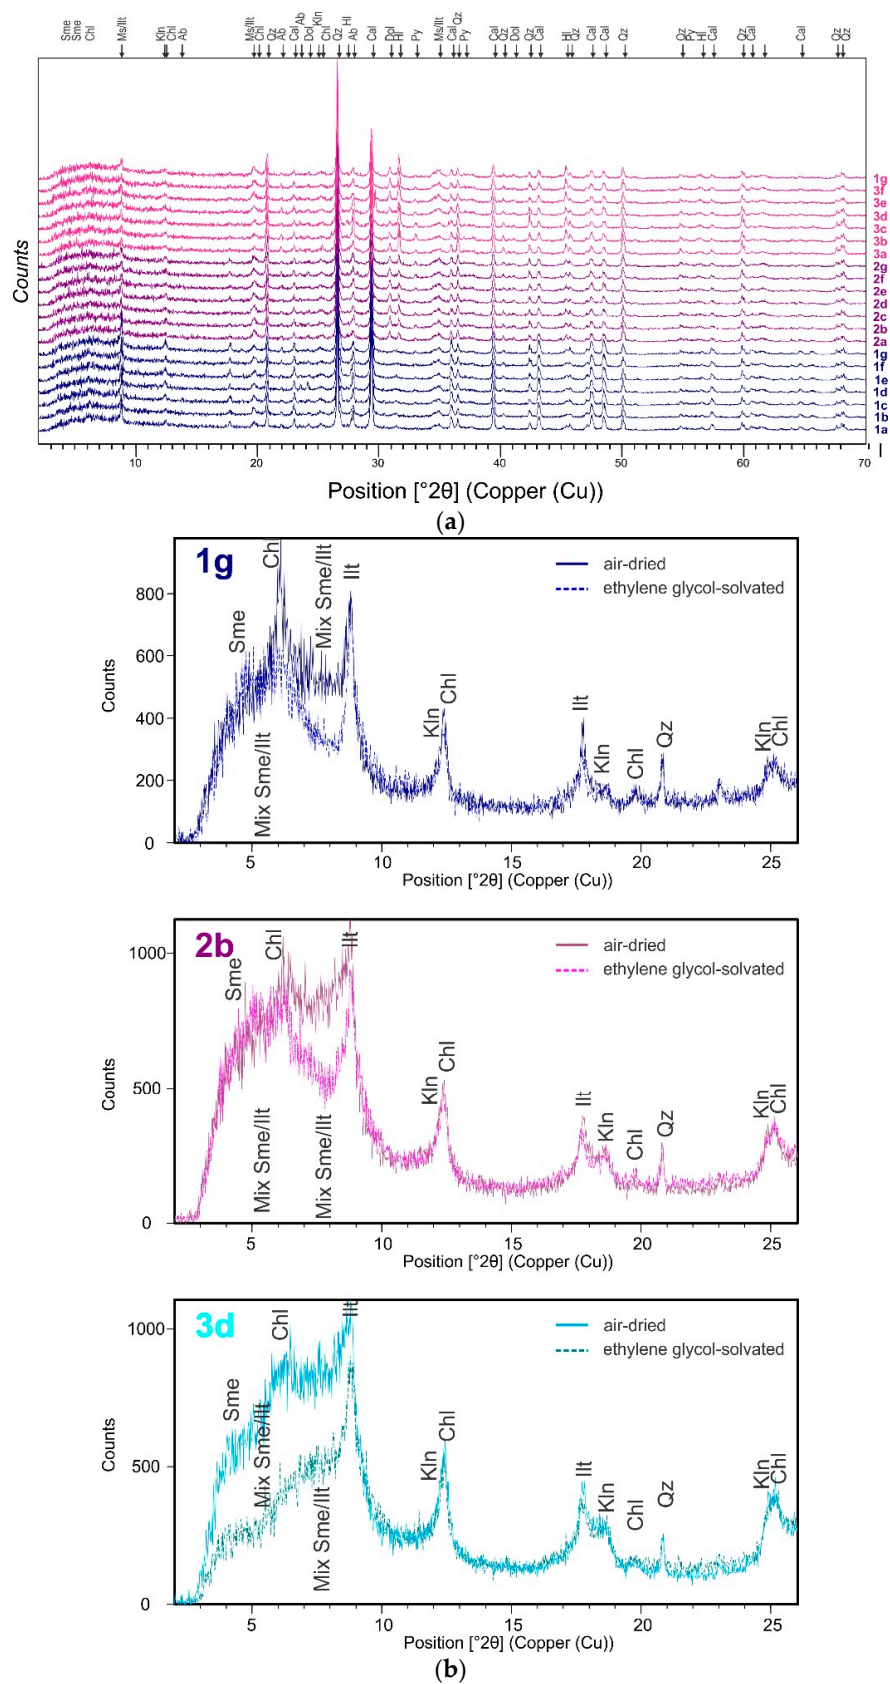 Sme Sme Chl Ms/Ilt Kln Chl Ab Ms/Ilt Chl Qz Ab Cal Ab Dol Kln Chl Qz Hl Ab Cal Dol Hl Py Ms/Ilt Cal Qz Py Cal Qz Dol Qz Cal Hl Qz Cal Cal Qz Qz Py Hl Cal Qz Cal Cal Qz Qz
Counts
1g
3f
3e
3d
3c
3b
3a
2g
2f
2e
2d
2c
2b
2a
1g
1f
1e
1d
1c
1b
1a
10 20 30 40 50 60 70
Position [°2θ] (Copper (Cu))
(a)
1g
air-dried
ethylene glycol-solvated
Sme Chl Mix Sme/Ilt Ilt
Mix Sme/Ilt
Kln Chl Ilt Kln Chl Qz Kln Chl
Counts
800
600
400
200
0
5 10 15 20 25
Position [°2θ] (Copper (Cu))
2b
air-dried
ethylene glycol-solvated
Sme Chl Ilt
Mix Sme/Ilt Mix Sme/Ilt
Kln Chl Ilt Kln Chl Qz Kln Chl
Counts
1000
500
0
5 10 15 20 25
Position [°2θ] (Copper (Cu))
3d
air-dried
ethylene glycol-solvated
Sme Chl Ilt
Mix Sme/Ilt Mix Sme/Ilt
Kln Chl Ilt Kln Chl Qz Kln Chl
Counts
1000
500
0
5 10 15 20 25
Position [°2θ] (Copper (Cu))
(b)